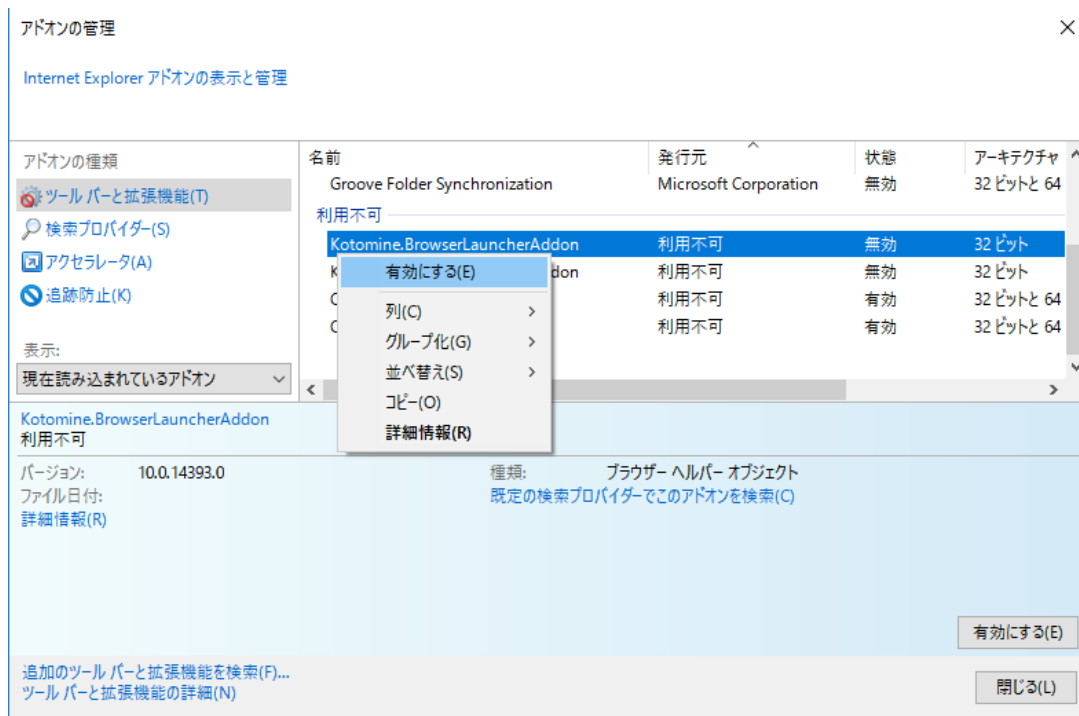 アドオンの管理
Internet Explorer アドオンの表示と管理
アドオンの種類
ツール バーと拡張機能(T)
検索プロバイダー(S)
アクセラレータ(A)
追跡防止(K)
表示:
現在読み込まれているアドオン
名前 発行元 状態 アーキテクチャ
Groove Folder Synchronization Microsoft Corporation 無効 32 ビットと 64
利用不可
Kotomine.BrowserLauncherAddon 利用不可 無効 32 ビット
don 利用不可 無効 32 ビット
利用不可 有効 32 ビットと 64
利用不可 有効 32 ビットと 64
有効にする(E)
列(C)
グループ化(G)
並べ替え(S)
コピー(O)
詳細情報(R)
Kotomine.BrowserLauncherAddon
利用不可
バージョン: 10.0.14393.0 種類: ブラウザー ヘルパー オブジェクト
ファイル日付: 既定の検索プロバイダーでこのアドオンを検索(C)
詳細情報(R)
有効にする(E)
追加のツール バーと拡張機能を検索(F)...
ツール バーと拡張機能の詳細(N)
閉じる(L)